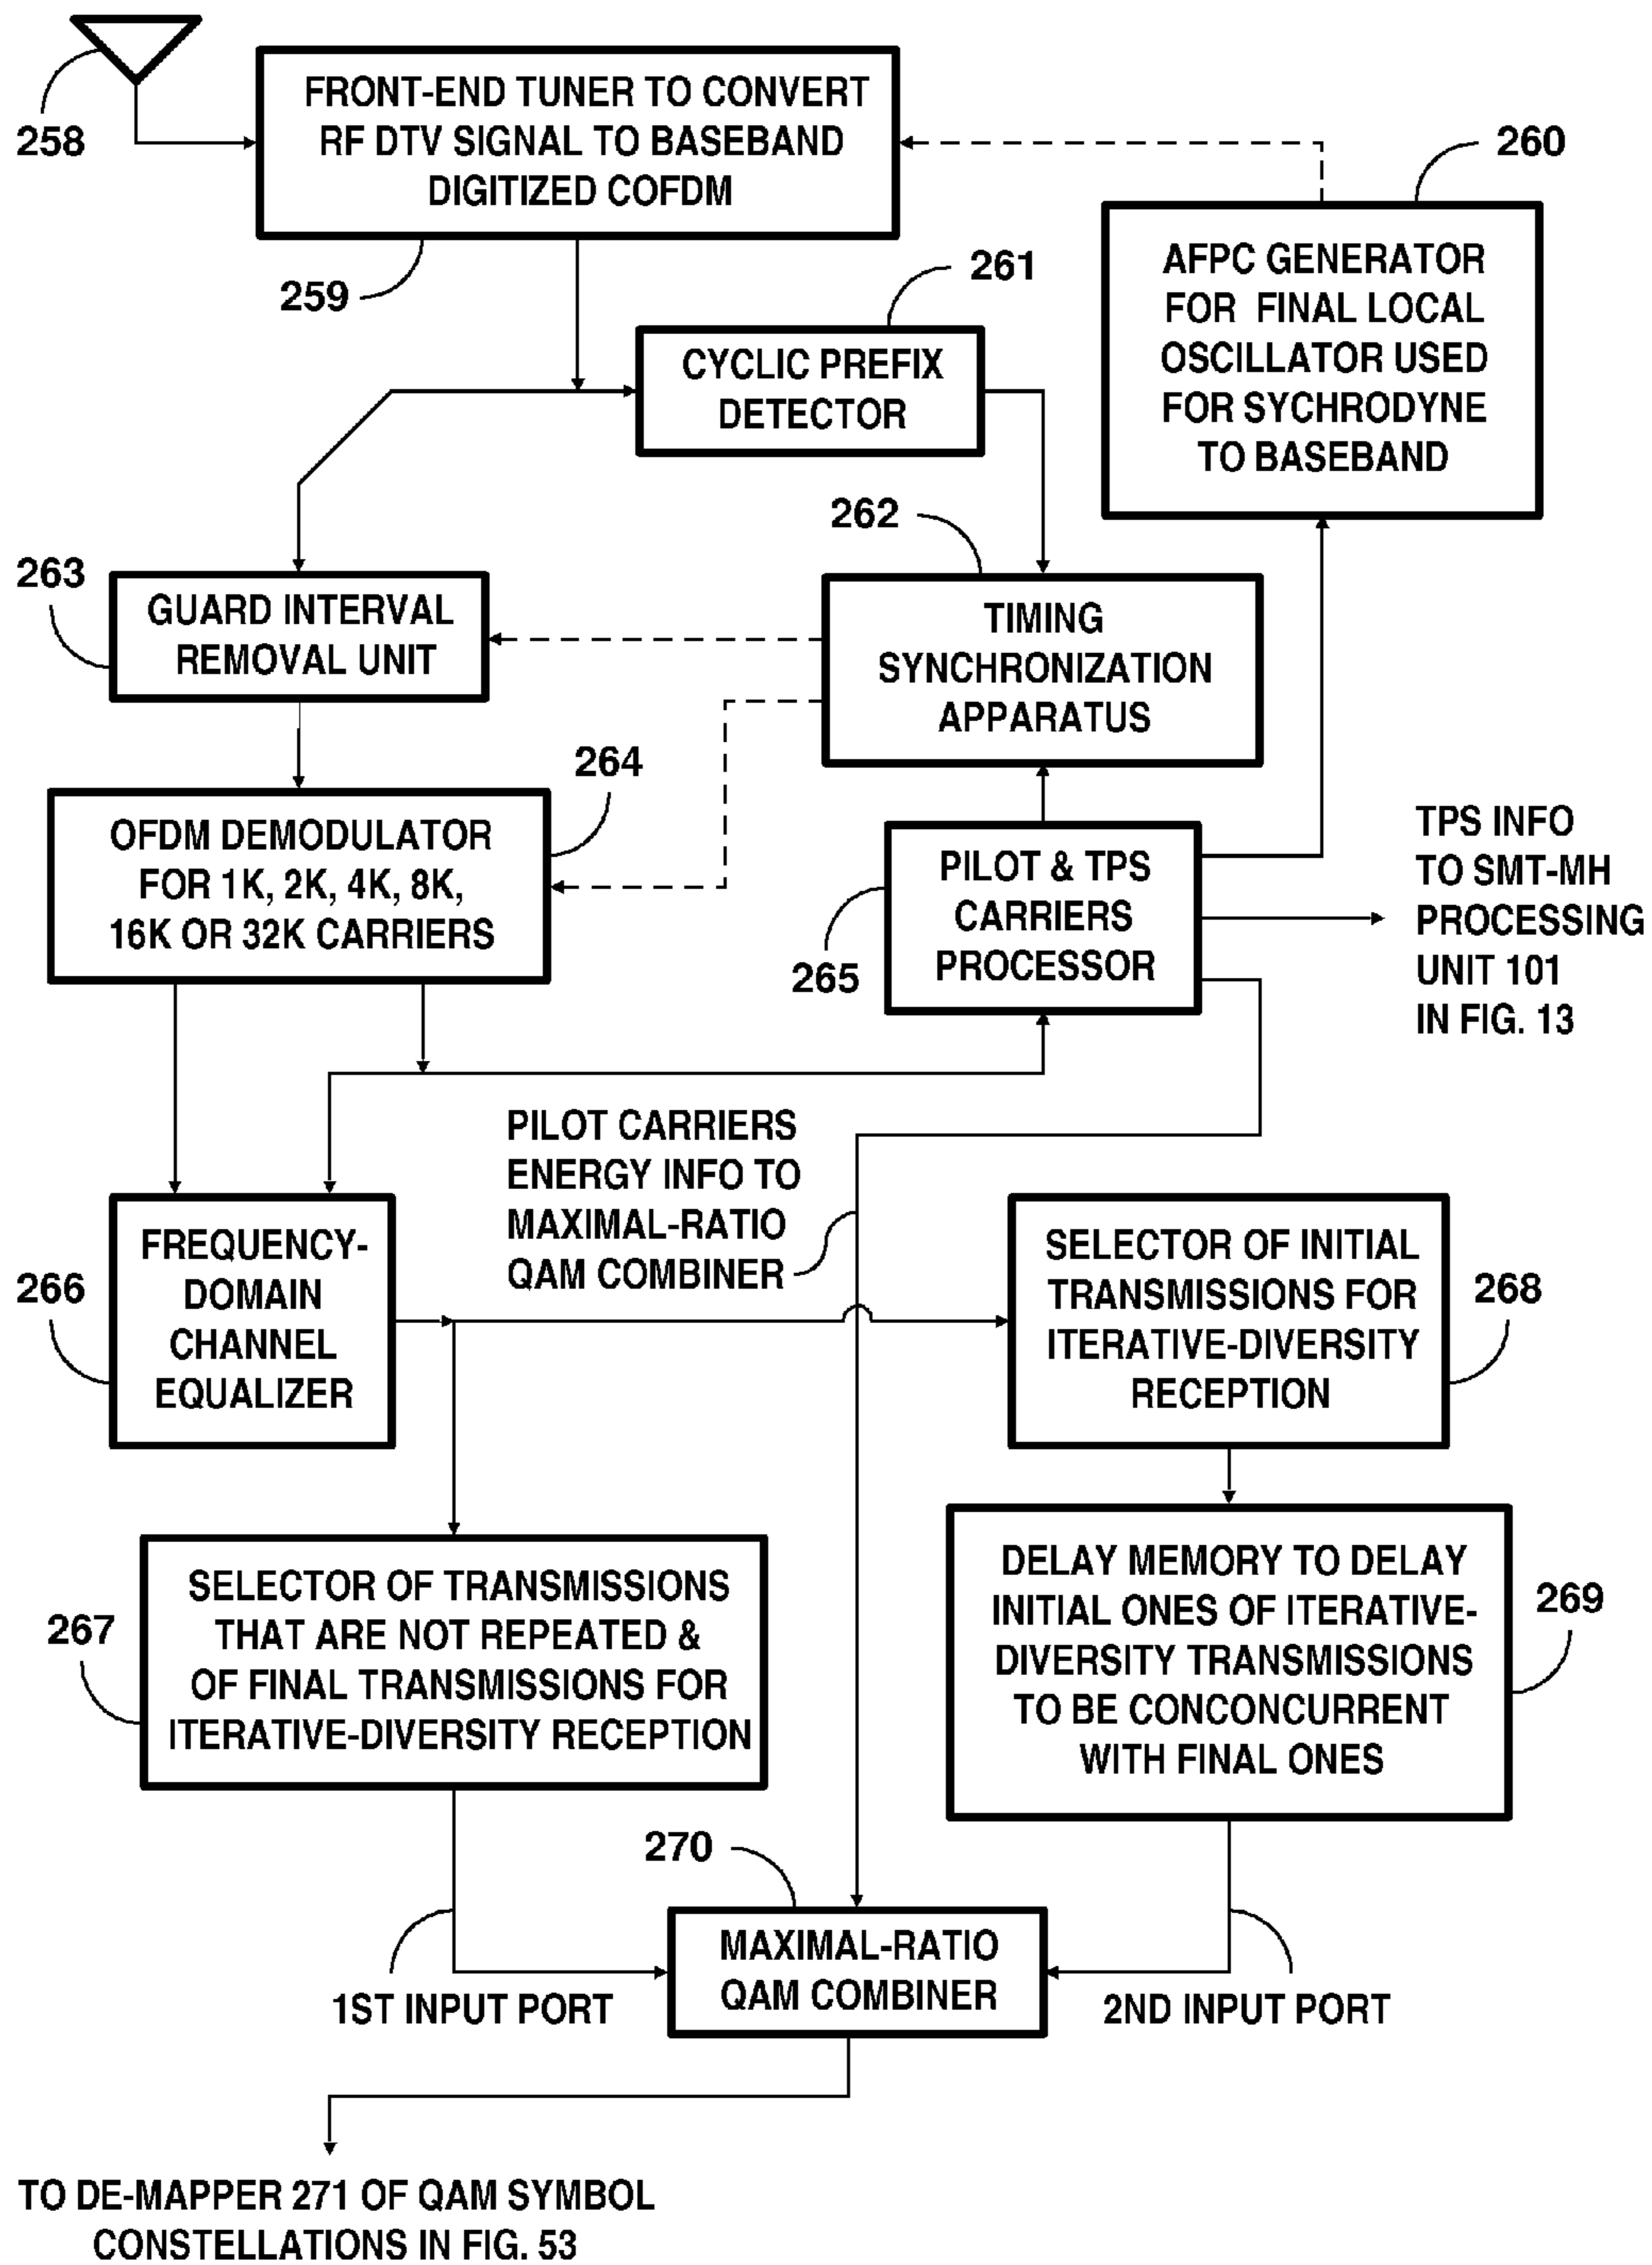 258
FRONT-END TUNER TO CONVERT
RF DTV SIGNAL TO BASEBAND
DIGITIZED COFDM
259
260
AFPC GENERATOR
FOR FINAL LOCAL
OSCILLATOR USED
FOR SYCHRODYNE
TO BASEBAND
261
CYCLIC PREFIX
DETECTOR
262
TIMING
SYNCHRONIZATION
APPARATUS
263
GUARD INTERVAL
REMOVAL UNIT
264
OFDM DEMODULATOR
FOR 1K, 2K, 4K, 8K,
16K OR 32K CARRIERS
265
PILOT & TPS
CARRIERS
PROCESSOR
TPS INFO
TO SMT-MH
PROCESSING
UNIT 101
IN FIG. 13
PILOT CARRIERS
ENERGY INFO TO
MAXIMAL-RATIO
QAM COMBINER
266
FREQUENCY-
DOMAIN
CHANNEL
EQUALIZER
268
SELECTOR OF INITIAL
TRANSMISSIONS FOR
ITERATIVE-DIVERSITY
RECEPTION
267
SELECTOR OF TRANSMISSIONS
THAT ARE NOT REPEATED &
OF FINAL TRANSMISSIONS FOR
ITERATIVE-DIVERSITY RECEPTION
269
DELAY MEMORY TO DELAY
INITIAL ONES OF ITERATIVE-
DIVERSITY TRANSMISSIONS
TO BE CONCONCURRENT
WITH FINAL ONES
270
MAXIMAL-RATIO
QAM COMBINER
1ST INPUT PORT
2ND INPUT PORT
TO DE-MAPPER 271 OF QAM SYMBOL
CONSTELLATIONS IN FIG. 53